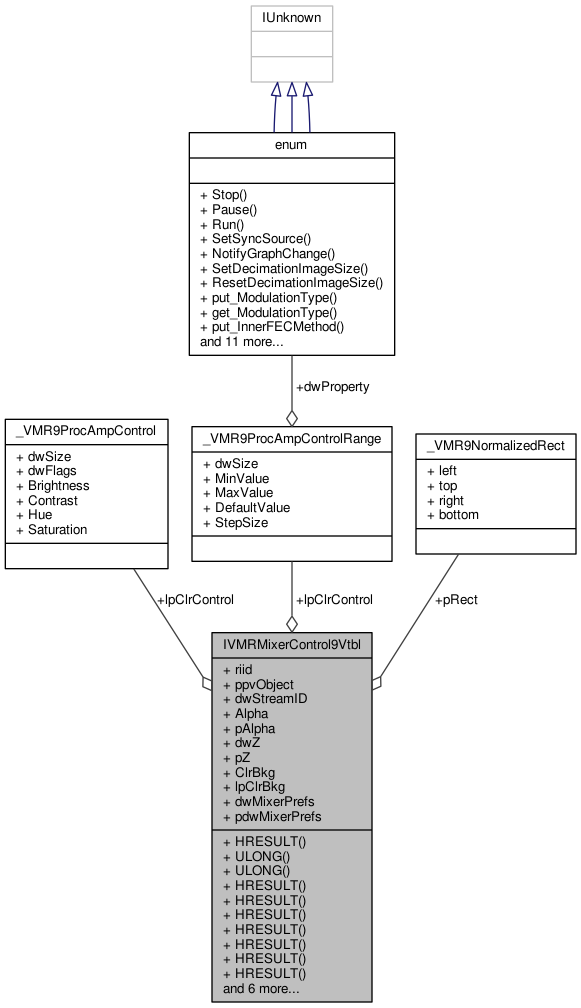 IUnknown
enum
+ Stop()
+ Pause()
+ Run()
+ SetSyncSource()
+ NotifyGraphChange()
+ SetDecimationImageSize()
+ ResetDecimationImageSize()
+ put_ModulationType()
+ get_ModulationType()
+ put_InnerFECMethod()
and 11 more...
+dwProperty
_VMR9ProcAmpControl
+ dwSize
+ dwFlags
+ Brightness
+ Contrast
+ Hue
+ Saturation
_VMR9ProcAmpControlRange
+ dwSize
+ MinValue
+ MaxValue
+ DefaultValue
+ StepSize
_VMR9NormalizedRect
+ left
+ top
+ right
+ bottom
+lpClrControl
+lpClrControl
+pRect
IVMRMixerControl9Vtbl
+ riid
+ ppvObject
+ dwStreamID
+ Alpha
+ pAlpha
+ dwZ
+ pZ
+ ClrBkg
+ lpClrBkg
+ dwMixerPrefs
+ pdwMixerPrefs
+ HRESULT()
+ ULONG()
+ ULONG()
+ HRESULT()
+ HRESULT()
+ HRESULT()
+ HRESULT()
+ HRESULT()
+ HRESULT()
+ HRESULT()
and 6 more...